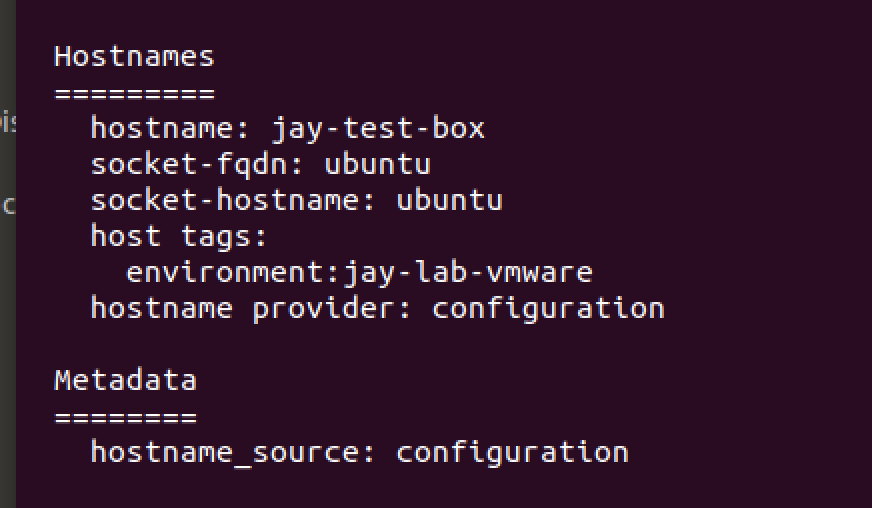 Hostnames
=========
hostname: jay-test-box
socket-fqdn: ubuntu
socket-hostname: ubuntu
host tags:
environment:jay-lab-vmware
hostname provider: configuration
Metadata
========
hostname_source: configuration